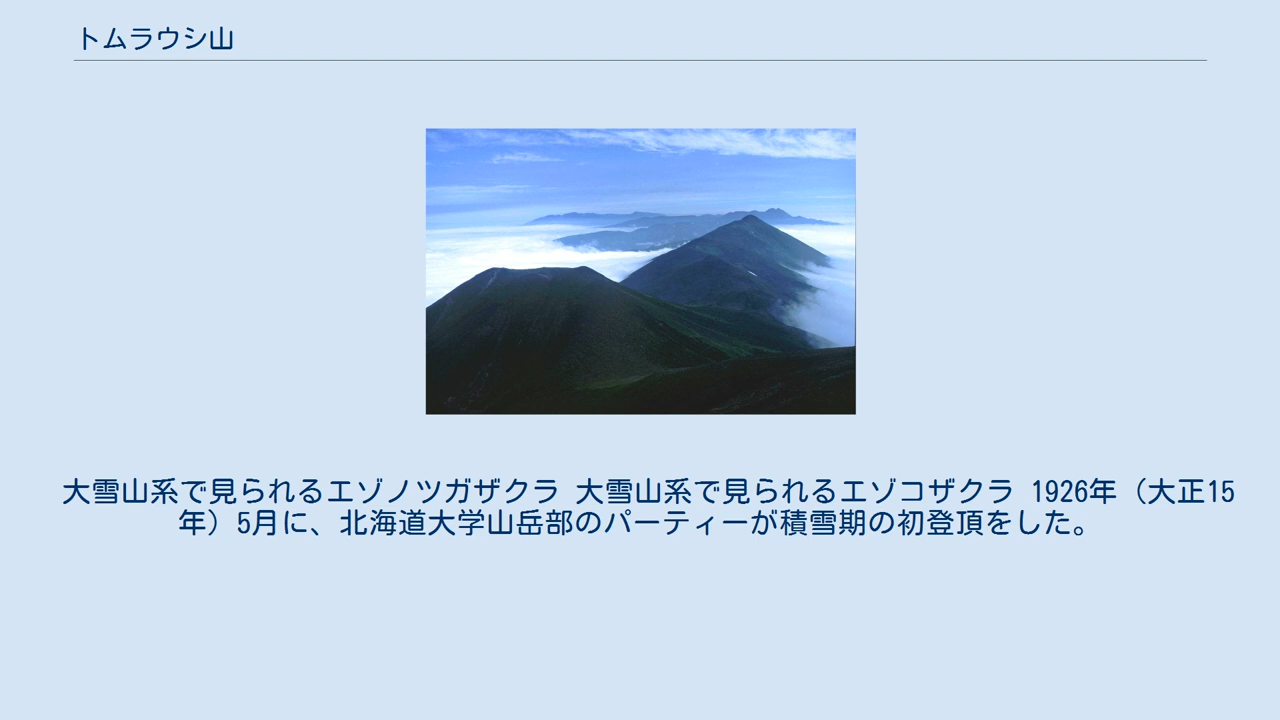 トムラウシ山
大雪山系で見られるエゾノツガザクラ 大雪山系で見られるエゾコザクラ 1926年（大正15
年）5月に、北海道大学山岳部のパーティーが積雪期の初登頂をした。